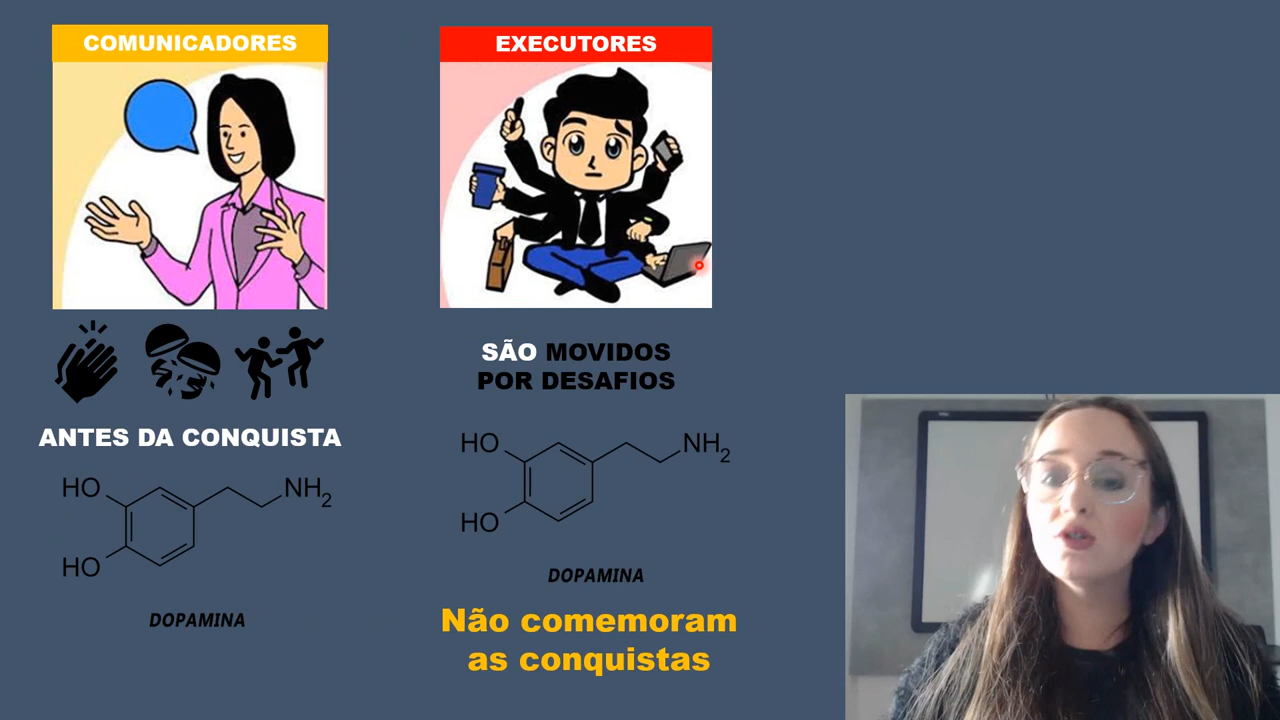 COMUNICADORES
ANTES DA CONQUISTA
HO
NH2
HO
DOPAMINA
EXECUTORES
SÃO MOVIDOS
POR DESAFIOS
HO
NH2
HO
DOPAMINA
Não comemoram
as conquistas